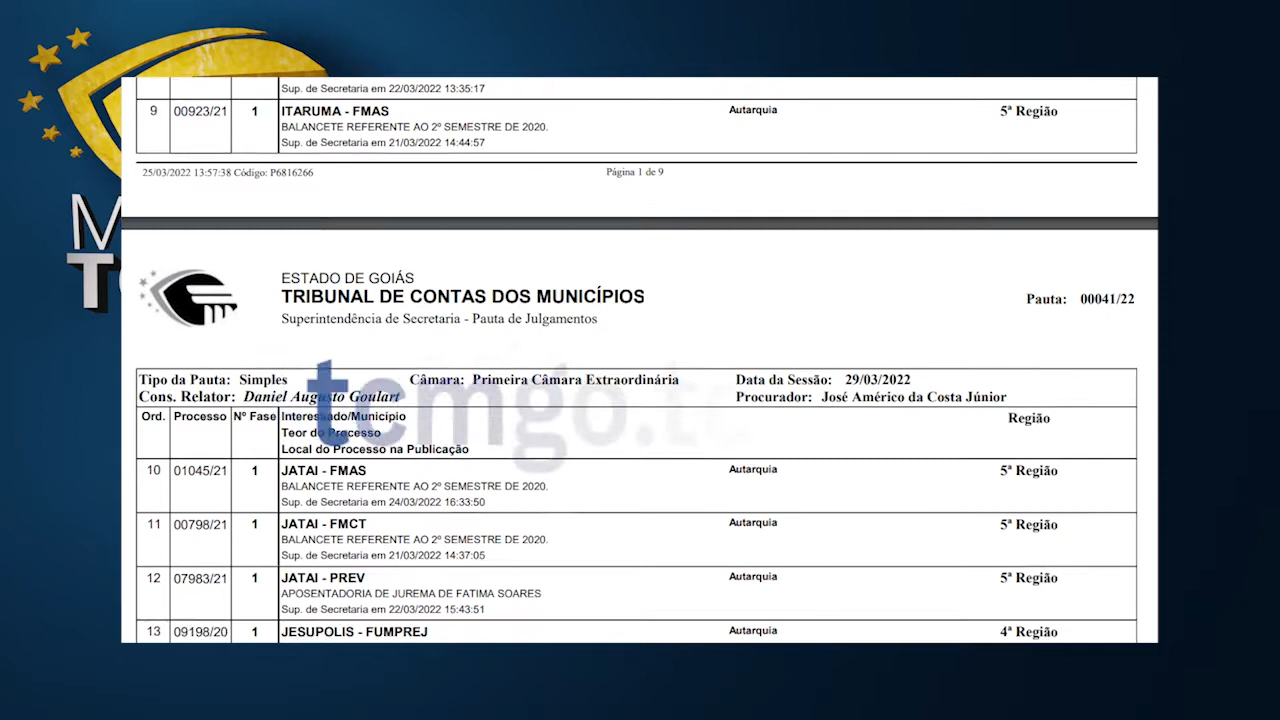 Sup. de Secretaria em 22/03/2022 13:35:17
9 00923/21 1 ITARUMA - FMAS Autarquia 5ª Região
BALANCETE REFERENTE AO 2º SEMESTRE DE 2020.
Sup. de Secretaria em 21/03/2022 14:44:57
25/03/2022 13:57:38 Código: P6816266 Página 1 de 9
ESTADO DE GOIÁS
TRIBUNAL DE CONTAS DOS MUNICÍPIOS
Superintendência de Secretaria - Pauta de Julgamentos
Pauta: 00041/22
tcmgo.tc
Tipo da Pauta: Simples Câmara: Primeira Câmara Extraordinária Data da Sessão: 29/03/2022
Cons. Relator: Daniel Augusto Goulart Procurador: José Américo da Costa Júnior
Ord. Processo Nº Fase Interessado/Município Região
Teor do Processo
Local do Processo na Publicação
10 01045/21 1 JATAI - FMAS Autarquia 5ª Região
BALANCETE REFERENTE AO 2º SEMESTRE DE 2020.
Sup. de Secretaria em 24/03/2022 16:33:50
11 00798/21 1 JATAI - FMCT Autarquia 5ª Região
BALANCETE REFERENTE AO 2º SEMESTRE DE 2020.
Sup. de Secretaria em 21/03/2022 14:37:05
12 07983/21 1 JATAI - PREV Autarquia 5ª Região
APOSENTADORIA DE JUREMA DE FATIMA SOARES
Sup. de Secretaria em 22/03/2022 15:43:51
13 09198/20 1 JESUPOLIS - FUMPREJ Autarquia 4ª Região